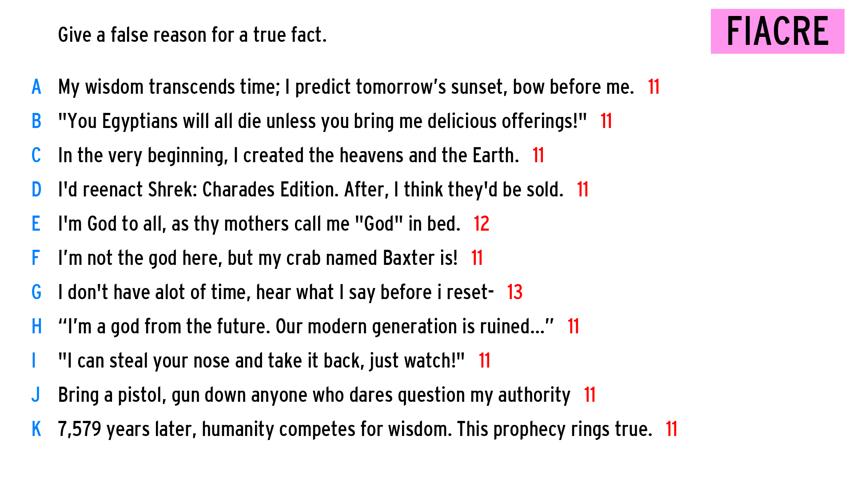 Give a false reason for a true fact.
FIACRE
A My wisdom transcends time; I predict tomorrow’s sunset, bow before me. 11
B "You Egyptians will all die unless you bring me delicious offerings!" 11
C In the very beginning, I created the heavens and the Earth. 11
D I'd reenact Shrek: Charades Edition. After, I think they'd be sold. 11
E I'm God to all, as thy mothers call me "God" in bed. 12
F I’m not the god here, but my crab named Baxter is! 11
G I don't have alot of time, hear what I say before i reset- 13
H “I’m a god from the future. Our modern generation is ruined...” 11
I "I can steal your nose and take it back, just watch!" 11
J Bring a pistol, gun down anyone who dares question my authority 11
K 7,579 years later, humanity competes for wisdom. This prophecy rings true. 11